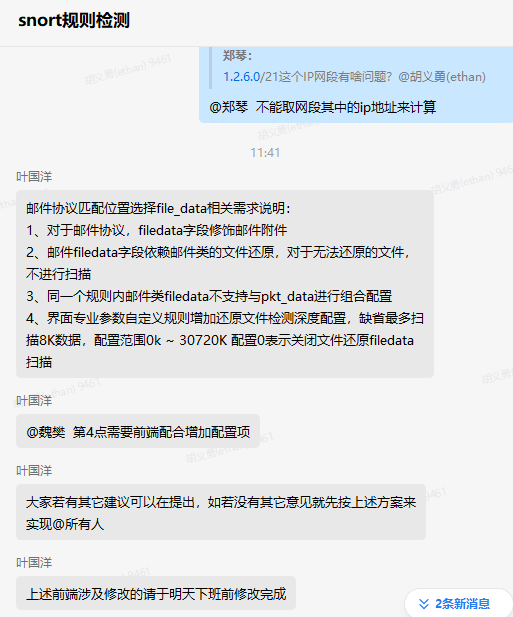 snort规则检测
郑琴：
1.2.6.0/21这个IP网段有啥问题？@胡义勇(ethan)
@郑琴 不能取网段其中的ip地址来计算
11:41
叶国洋
邮件协议匹配位置选择file_data相关需求说明：
1、对于邮件协议，filedata字段修饰邮件附件
2、邮件filedata字段依赖邮件类的文件还原，对于无法还原的文件，
不进行扫描
3、同一个规则内邮件类filedata不支持与pkt_data进行组合配置
4、界面专业参数自定义规则增加还原文件检测深度配置，缺省最多扫
描8K数据，配置范围0k ~ 30720K 配置0表示关闭文件还原filedata
扫描
叶国洋
@魏樊 第4点需要前端配合增加配置项
叶国洋
大家若有其它建议可以在提出，如若没有其它意见就先按上述方案来
实现@所有人
叶国洋
上述前端涉及修改的请于明天下班前修改完成
2条新消息
胡义勇(ethan) 9461